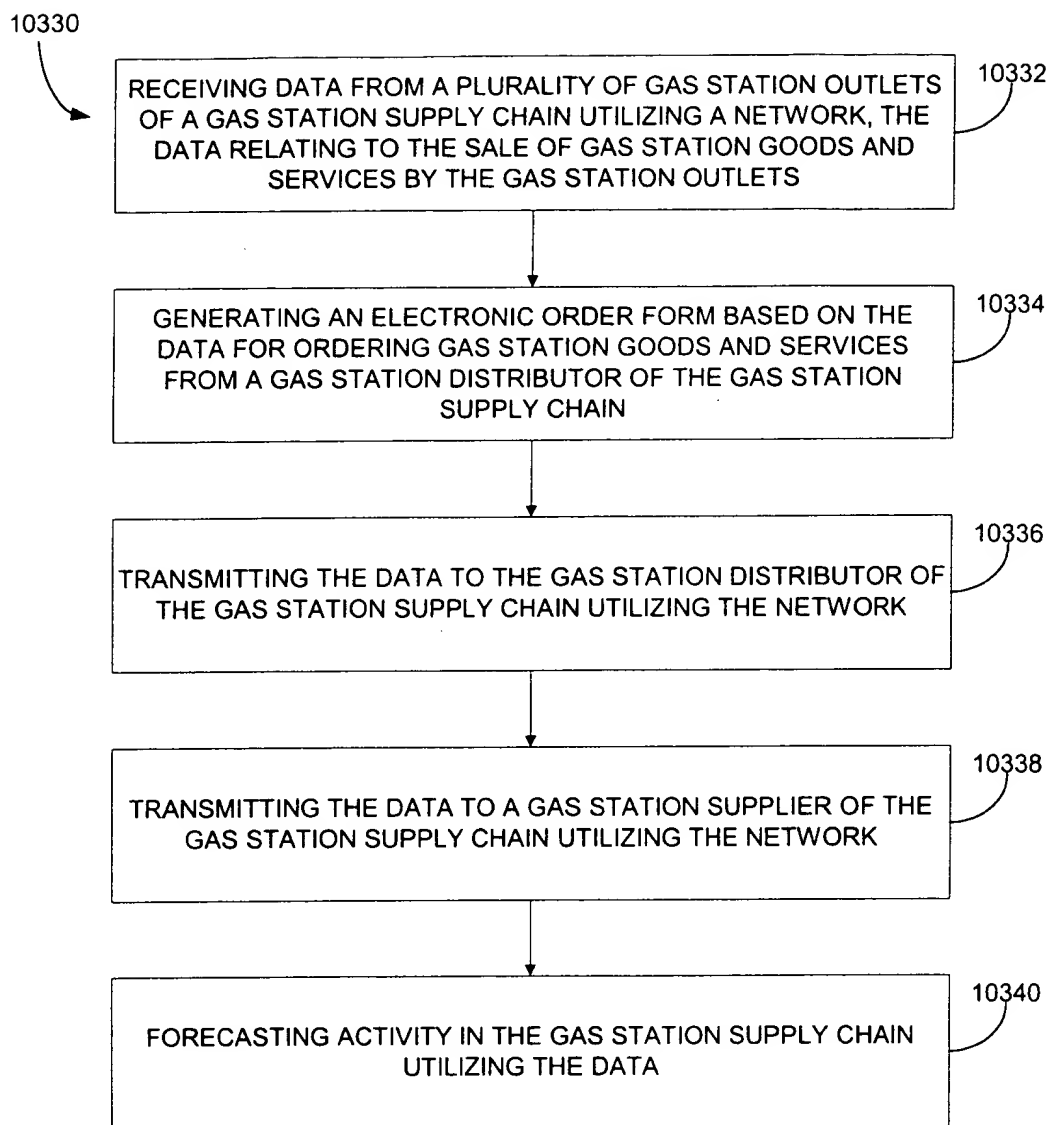 10330
RECEIVING DATA FROM A PLURALITY OF GAS STATION OUTLETS
OF A GAS STATION SUPPLY CHAIN UTILIZING A NETWORK, THE
DATA RELATING TO THE SALE OF GAS STATION GOODS AND
SERVICES BY THE GAS STATION OUTLETS
10332
GENERATING AN ELECTRONIC ORDER FORM BASED ON THE
DATA FOR ORDERING GAS STATION GOODS AND SERVICES
FROM A GAS STATION DISTRIBUTOR OF THE GAS STATION
SUPPLY CHAIN
10334
TRANSMITTING THE DATA TO THE GAS STATION DISTRIBUTOR OF
THE GAS STATION SUPPLY CHAIN UTILIZING THE NETWORK
10336
TRANSMITTING THE DATA TO A GAS STATION SUPPLIER OF THE
GAS STATION SUPPLY CHAIN UTILIZING THE NETWORK
10338
FORECASTING ACTIVITY IN THE GAS STATION SUPPLY CHAIN
UTILIZING THE DATA
10340